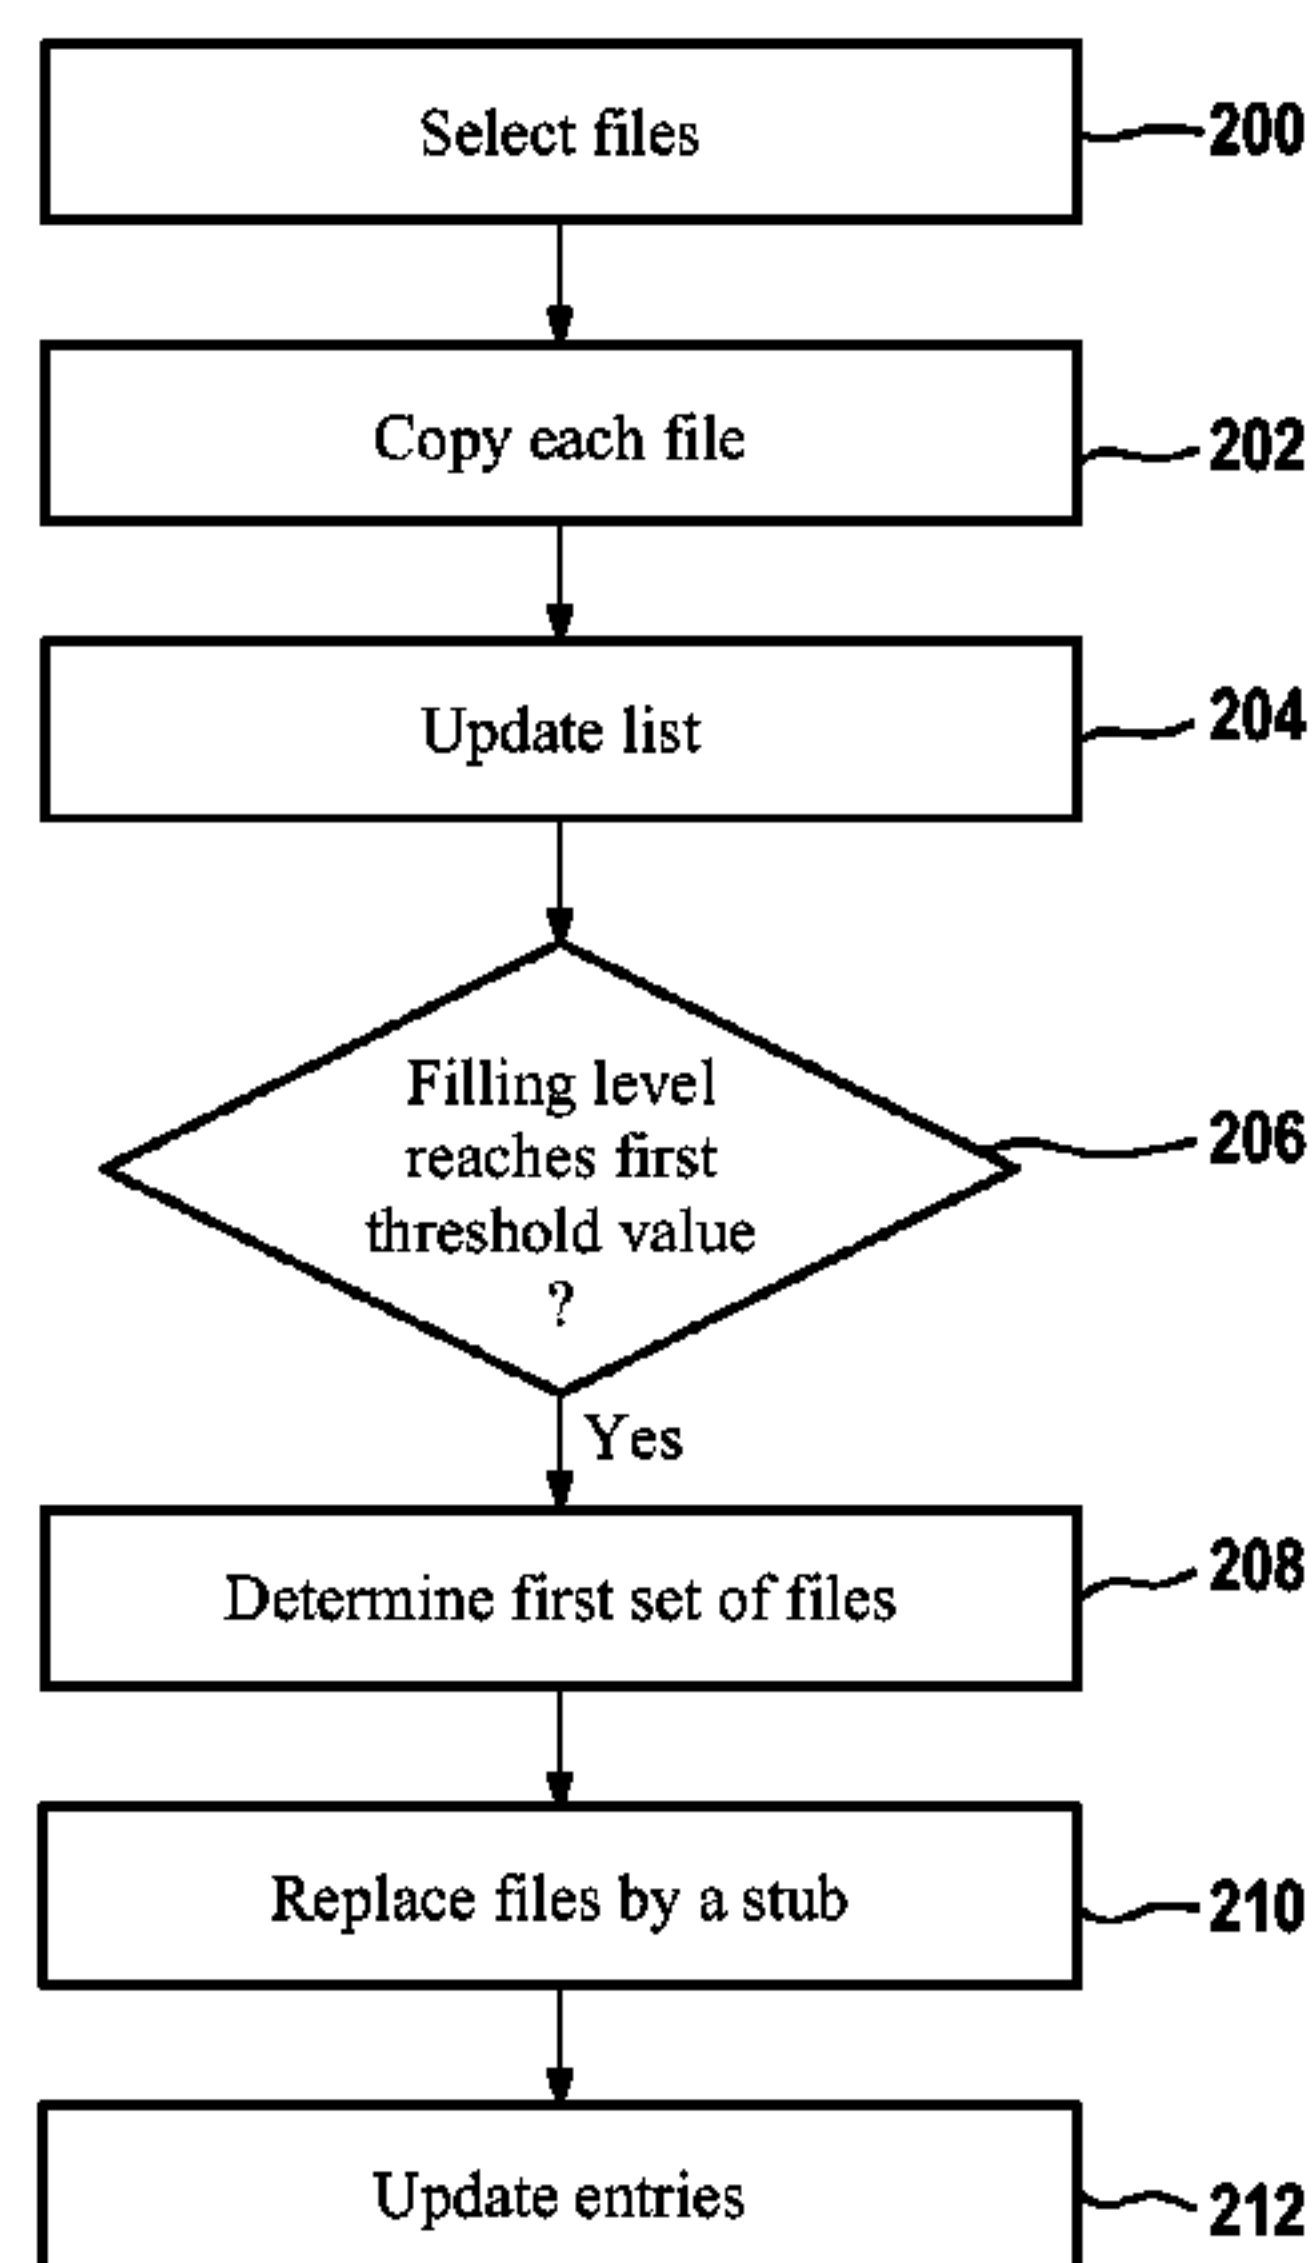 Select files
200
Copy each file
202
Update list
204
Filling level
reaches first
threshold value
?
206
Yes
Determine first set of files
208
Replace files by a stub
210
Update entries
212